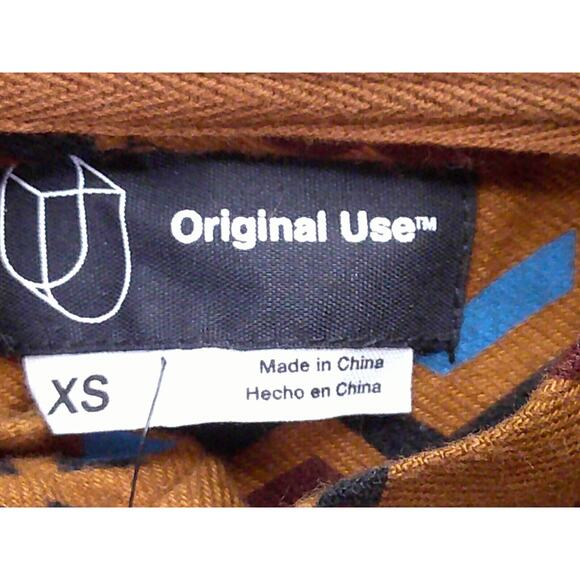 Original Use™
XS
Made in China
Hecho en China